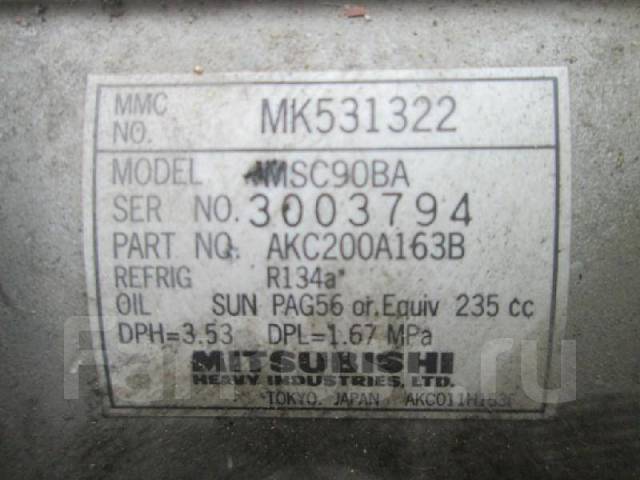 MMC NO. MK531322
MODEL MSC90BA
SER NO. 3003794
PART NO. AKC200A163B
REFRIG R134a
OIL SUN PAG56 or Equiv 235 cc
DPH=3.53 DPL=1.67 MPa
MITSUBISHI
HEAVY INDUSTRIES, LTD.
TOKYO, JAPAN